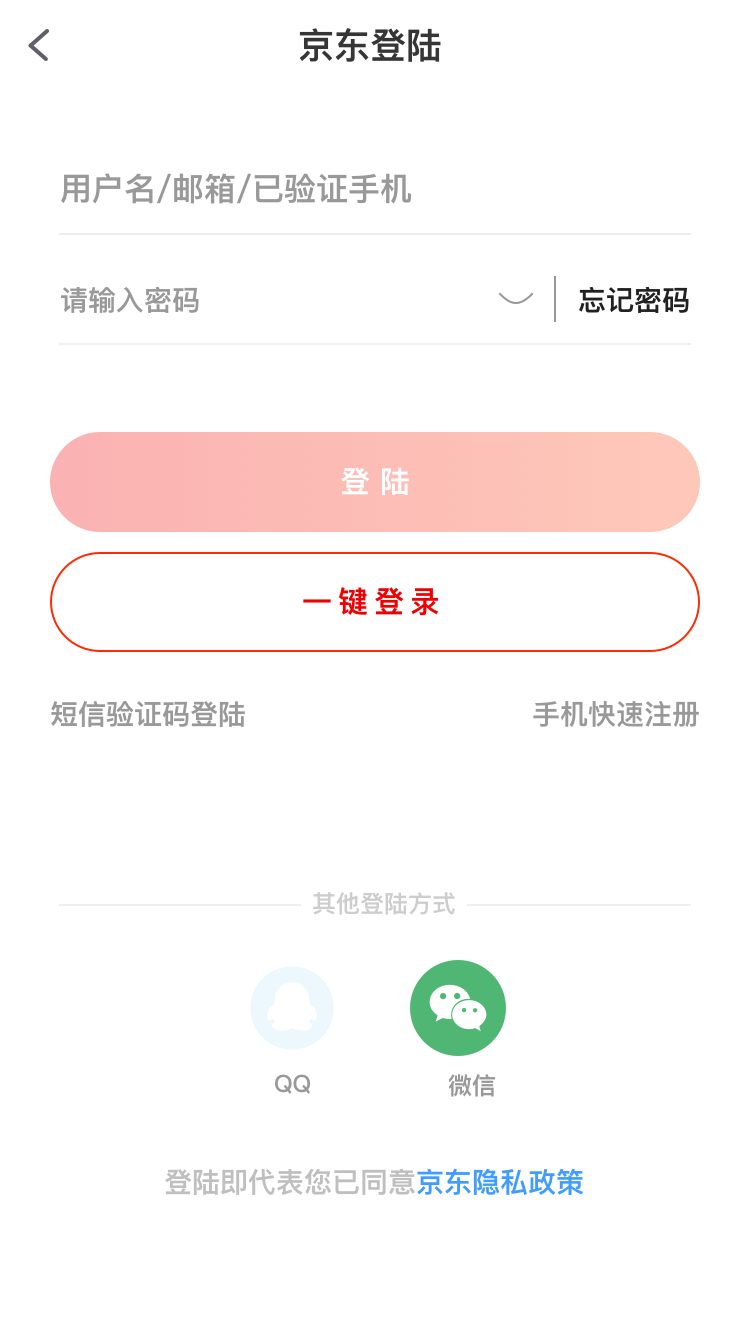 京东登陆
用户名/邮箱/已验证手机
请输入密码 忘记密码
登 陆
一 键 登 录
短信验证码登陆 手机快速注册
其他登陆方式
QQ 微信
登陆即代表您已同意京东隐私政策